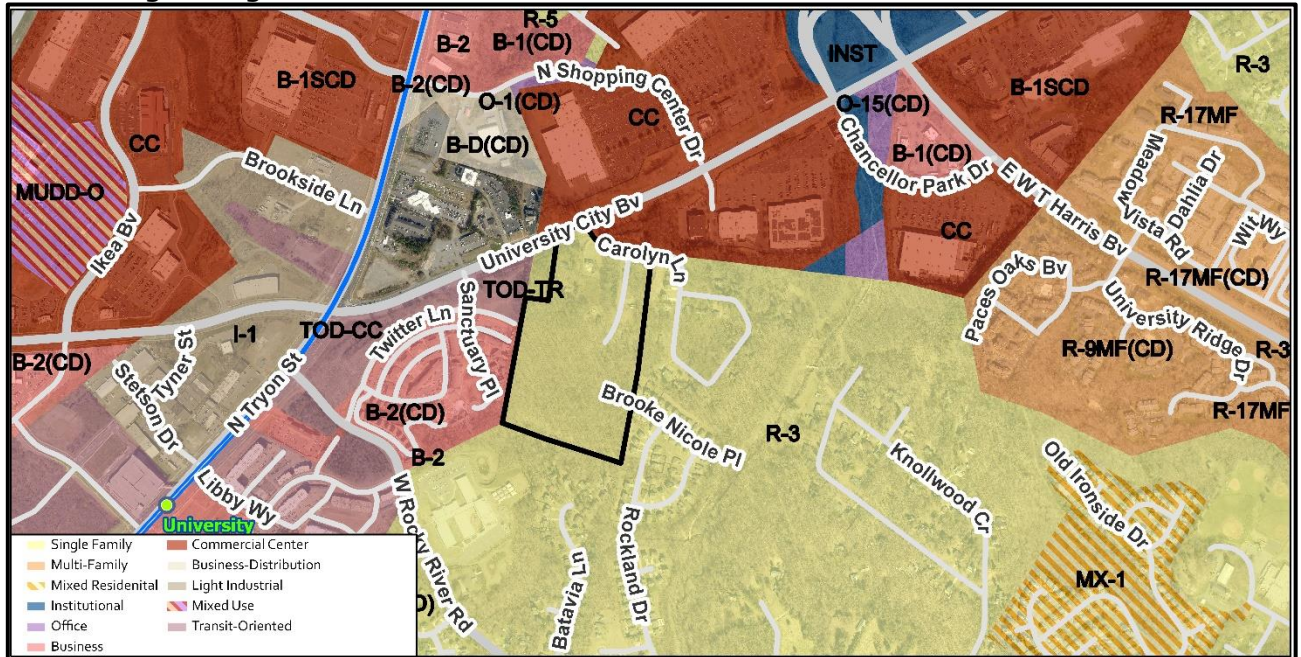 R-5
B-2
B-1(CD)
INST
R-3
B-1SCD
B-2(CD)
N Shopping Center Dr
B-1SCD
O-1(CD)
O-15(CD)
R-17MF
CC
CC
B-D(CD)
B-1(CD)
Chancellor Park Dr
Meadow Vista Rd
Dahlia Dr
Wit Wy
MUDD-O
Brookside Ln
E W T Harris Bv
Ikea Bv
University City Bv
CC
Carolyn Ln
Paces Oaks Bv
R-17MF(CD)
TOD-TR
Sanctuary Pl
University Ridge Dr
I-1
TOD-CC
Twitter Ln
Tyner St
R-9MF(CD)
R-3
B-2(CD)
Stetson Dr
N Tryon St
B-2(CD)
Brooke Nicole Pl
R-17MF
R-3
B-2
Knollwood Cr
Old Ironside Dr
Libby Wy
W Rocky River Rd
University
Rockland Dr
Batavia Ln
MX-1
D)
Single Family
Multi-Family
Mixed Residental
Institutional
Office
Business
Commercial Center
Business-Distribution
Light Industrial
Mixed Use
Transit-Oriented